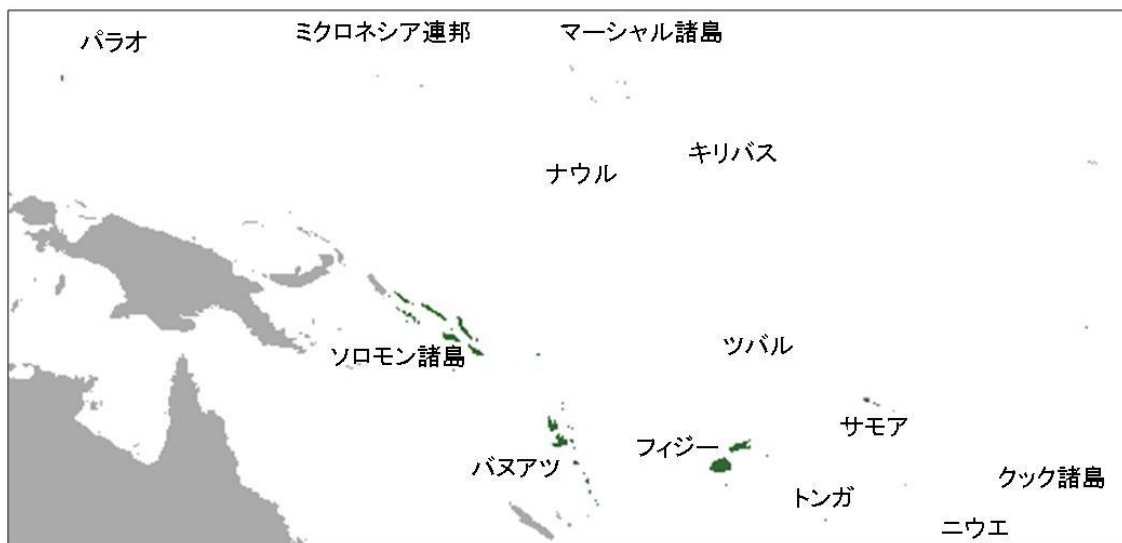 パラオ
ミクロネシア連邦
マーシャル諸島
ナウル
キリバス
ソロモン諸島
ツバル
サモア
バヌアツ
フィジー
トンガ
クック諸島
ニウエ